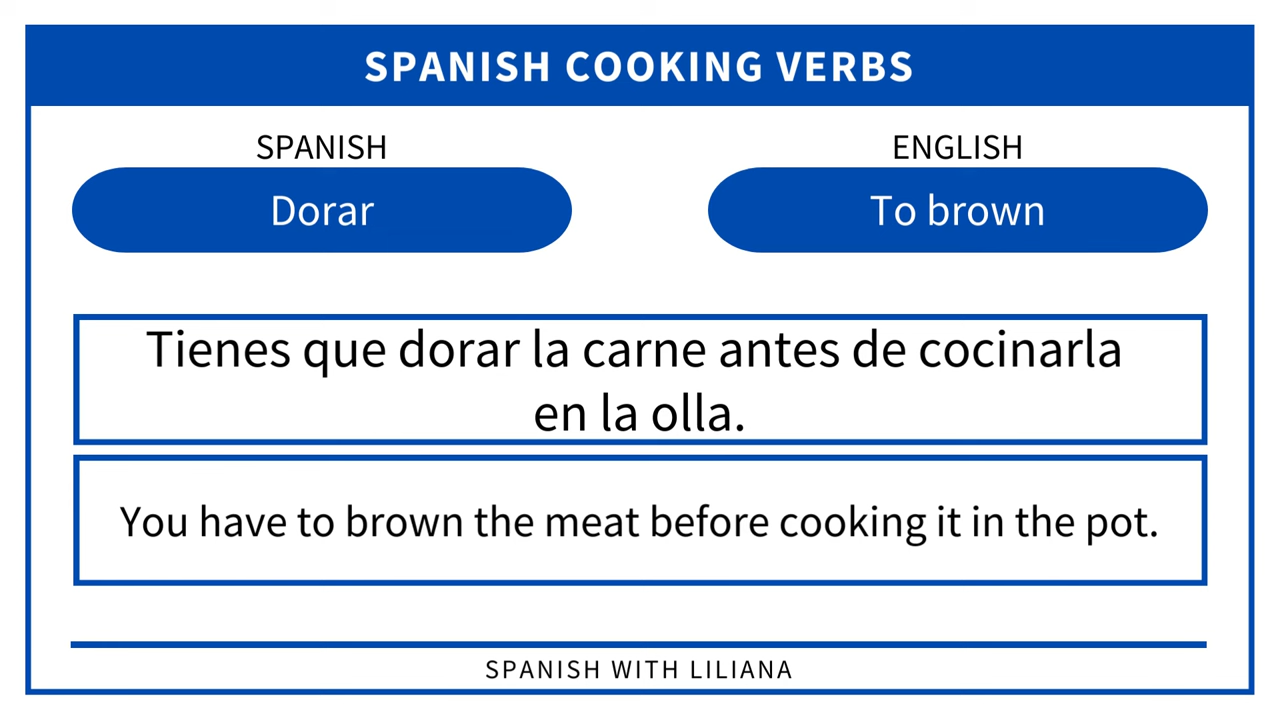 SPANISH COOKING VERBS
SPANISH
ENGLISH
Dorar
To brown
Tienes que dorar la carne antes de cocinarla
en la olla.
You have to brown the meat before cooking it in the pot.
SPANISH WITH LILIANA